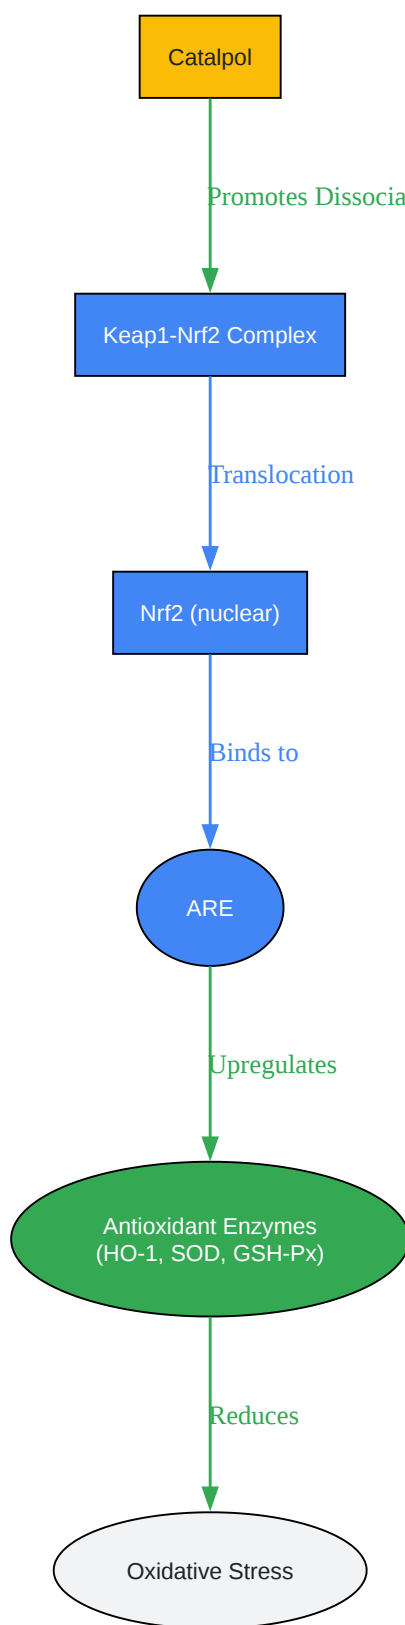 Catalpol
Promotes Dissocia
Keap1-Nrf2 Complex
Translocation
Nrf2 (nuclear)
Binds to
ARE
Upregulates
Antioxidant Enzymes
(HO-1, SOD, GSH-Px)
Reduces
Oxidative Stress